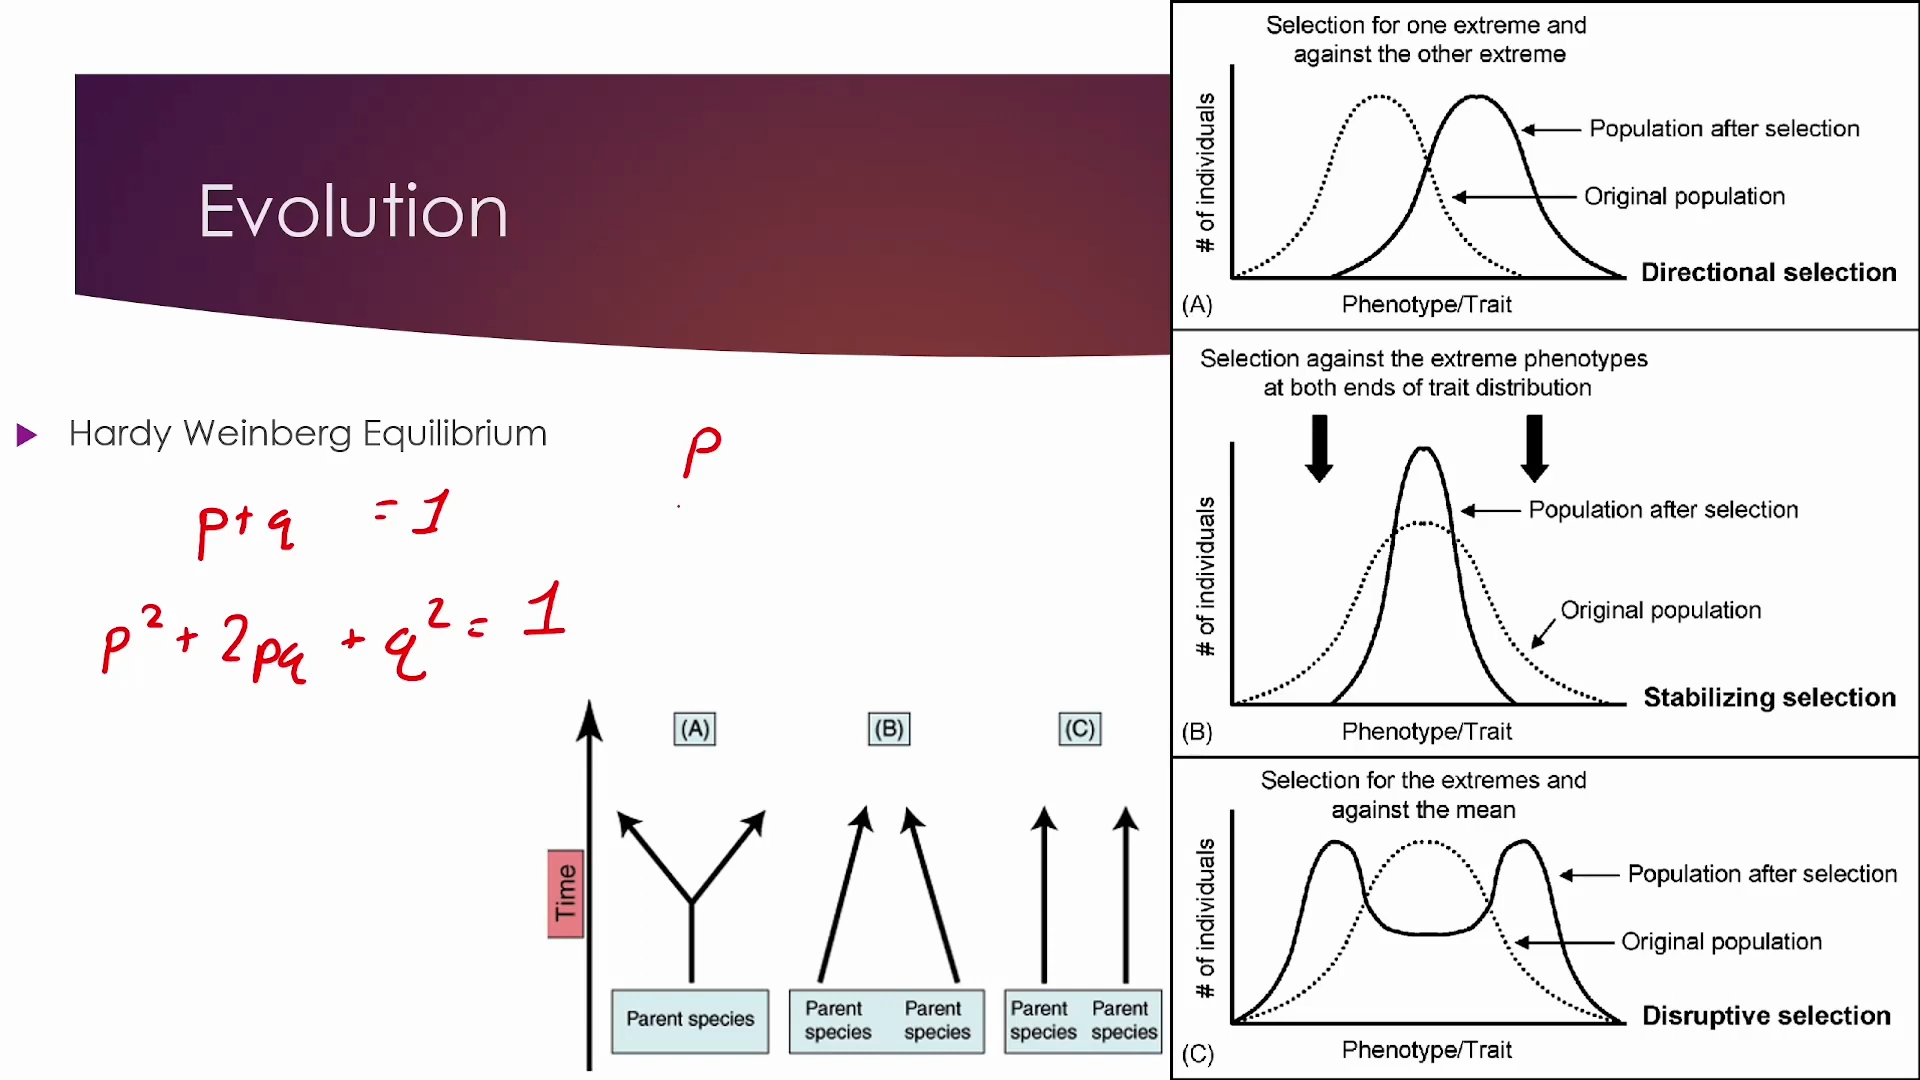 Evolution
Hardy Weinberg Equilibrium
p+q = 1
p² + 2pq + q² = 1
P
Time
(A)
(B)
(C)
Parent species
Parent species
Parent species
Parent species
Parent species
Selection for one extreme and
against the other extreme
# of individuals
Population after selection
Original population
Directional selection
(A)
Phenotype/Trait
Selection against the extreme phenotypes
at both ends of trait distribution
# of individuals
Population after selection
Original population
Stabilizing selection
(B)
Phenotype/Trait
Selection for the extremes and
against the mean
# of individuals
Population after selection
Original population
Disruptive selection
(C)
Phenotype/Trait